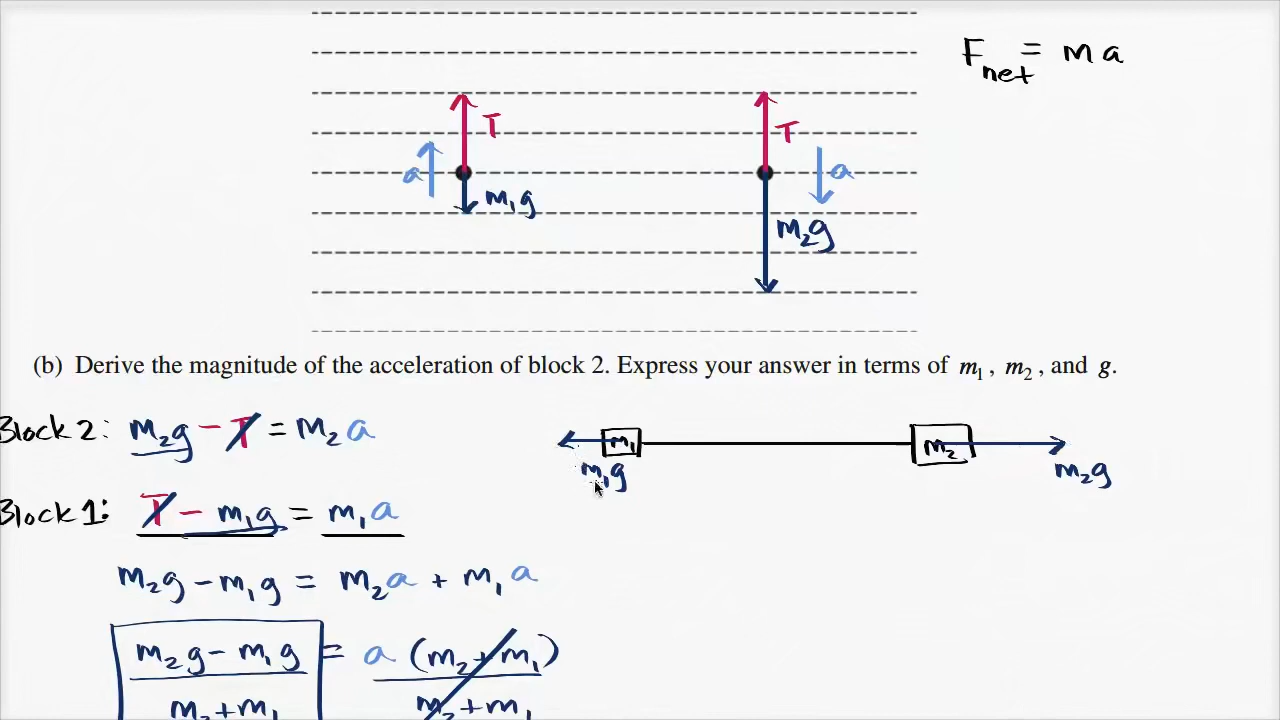 F_net = ma
T
T
a
a
m₁g
m₂g
(b) Derive the magnitude of the acceleration of block 2. Express your answer in terms of m₁, m₂, and g.
Block 2: m₂g - T = m₂a
m₁
m₂
m₁g
m₂g
Block 1: T - m₁g = m₁a
m₂g - m₁g = m₂a + m₁a
m₂g - m₁g = a (m₂+m₁)
m₂+m₁
m₂+m₁